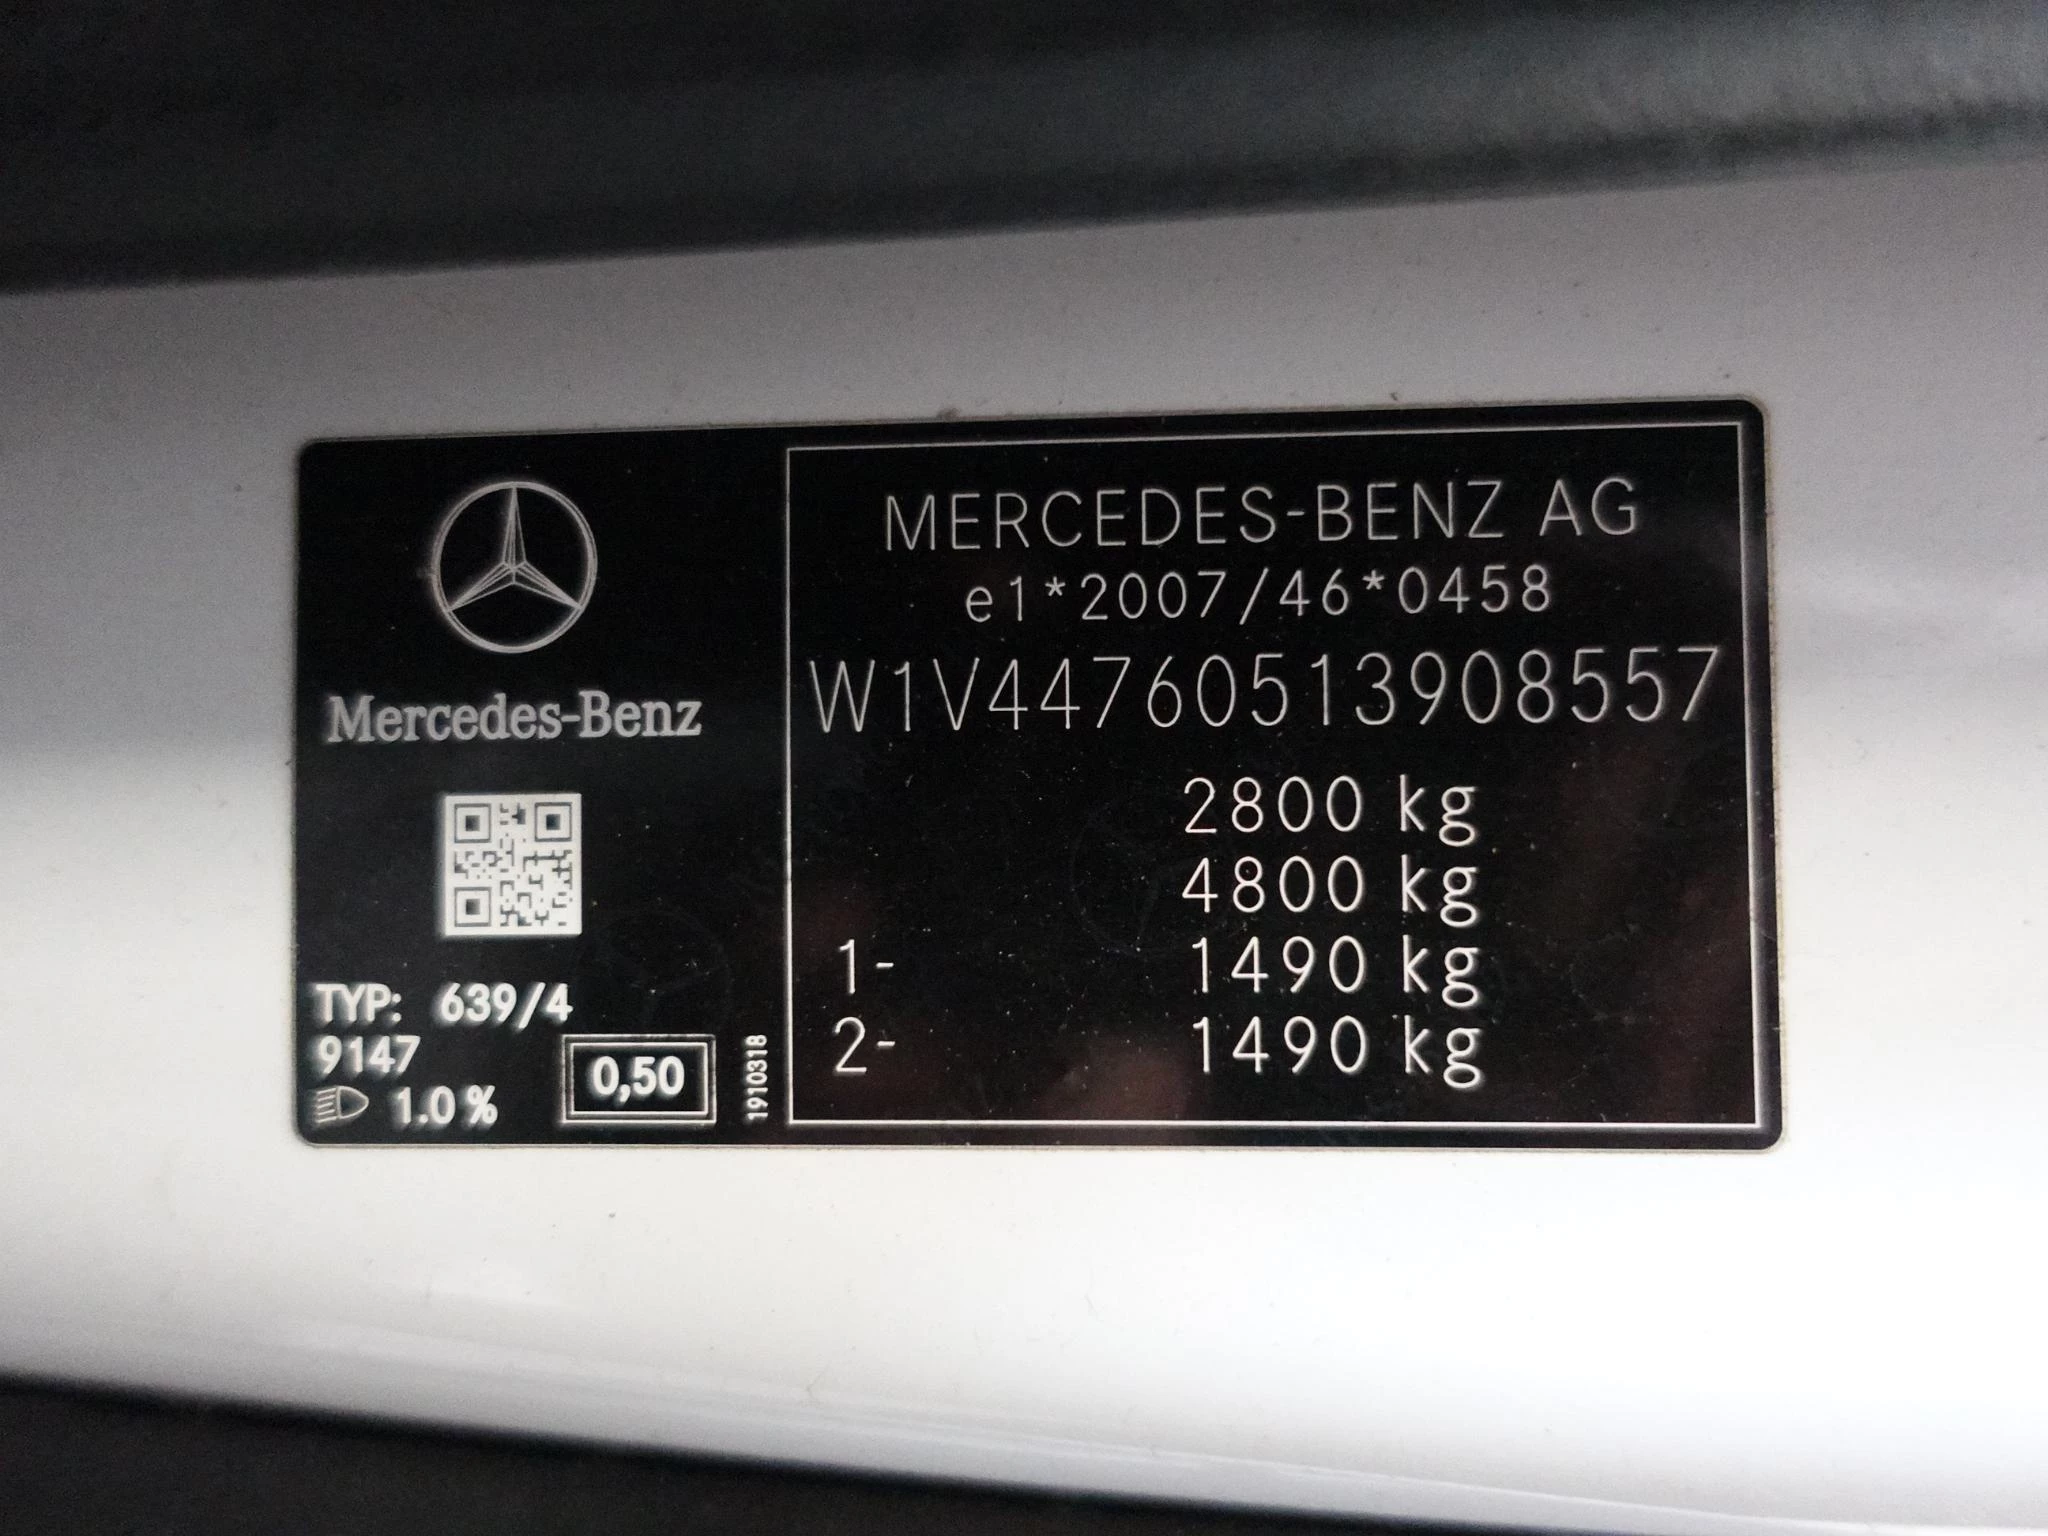 Mercedes-Benz
TYP: 639/4
9147
1.0 %
0,50
1910318
MERCEDES-BENZ AG
e1*2007/46*0458
W1V44760513908557
2800 kg
4800 kg
1- 1490 kg
2- 1490 kg